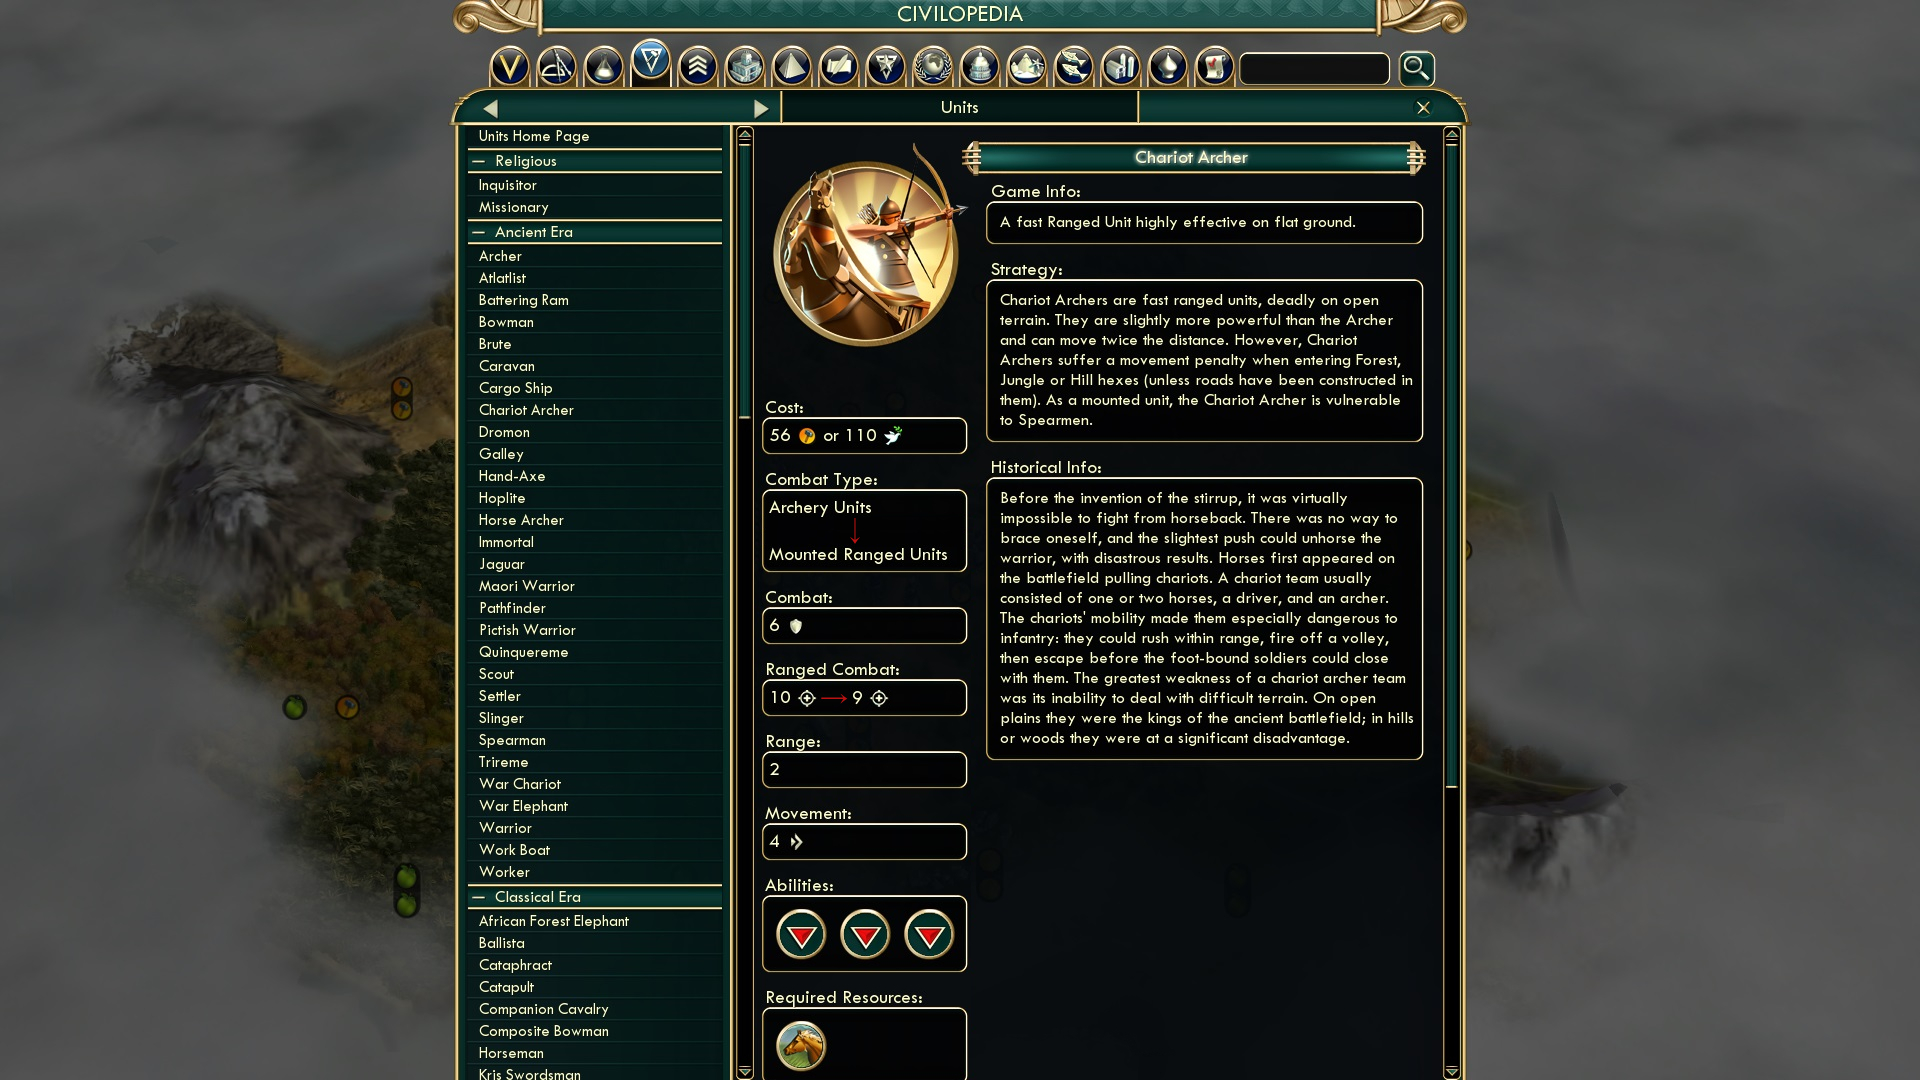 CIVILOPEDIA
Units
Units Home Page
Religious
Inquisitor
Missionary
Ancient Era
Archer
Atlatlist
Battering Ram
Bowman
Brute
Caravan
Cargo Ship
Chariot Archer
Dromon
Galley
Hand-Axe
Hoplite
Horse Archer
Immortal
Jaguar
Maori Warrior
Pathfinder
Pictish Warrior
Quinquereme
Scout
Settler
Slinger
Spearman
Trireme
War Chariot
War Elephant
Warrior
Work Boat
Worker
Classical Era
African Forest Elephant
Ballista
Cataphract
Catapult
Companion Cavalry
Composite Bowman
Horseman
Kris Swordsman
Cost:
56 or 110
Combat Type:
Archery Units
Mounted Ranged Units
Combat:
6
Ranged Combat:
10 → 9
Range:
2
Movement:
4
Abilities:
Required Resources:
Chariot Archer
Game Info:
A fast Ranged Unit highly effective on flat ground.
Strategy:
Chariot Archers are fast ranged units, deadly on open
terrain. They are slightly more powerful than the Archer
and can move twice the distance. However, Chariot
Archers suffer a movement penalty when entering Forest,
Jungle or Hill hexes (unless roads have been constructed in
them). As a mounted unit, the Chariot Archer is vulnerable
to Spearmen.
Historical Info:
Before the invention of the stirrup, it was virtually
impossible to fight from horseback. There was no way to
brace oneself, and the slightest push could unhorse the
warrior, with disastrous results. Horses first appeared on
the battlefield pulling chariots. A chariot team usually
consisted of one or two horses, a driver, and an archer.
The chariots' mobility made them especially dangerous to
infantry: they could rush within range, fire off a volley,
then escape before the foot-bound soldiers could close
with them. The greatest weakness of a chariot archer team
was its inability to deal with difficult terrain. On open
plains they were the kings of the ancient battlefield; in hills
or woods they were at a significant disadvantage.